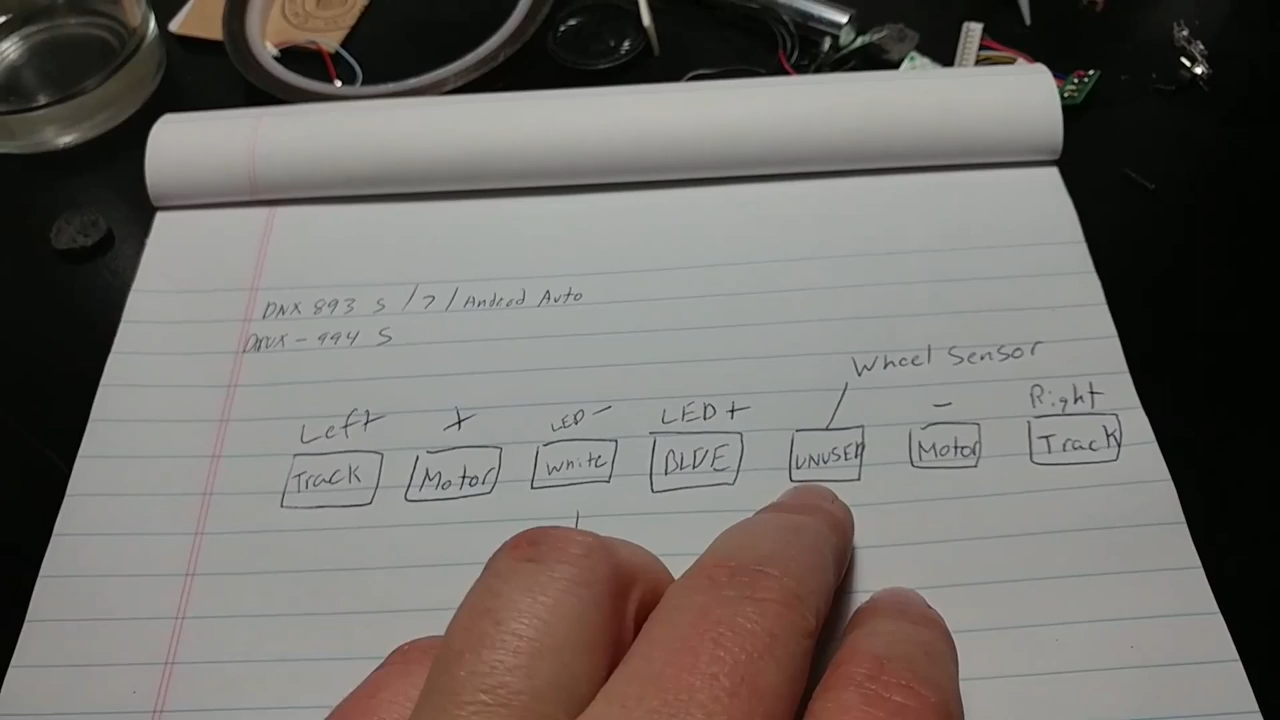 DNX 893 S / 7 / Android Auto
DNX - 994 S
Wheel Sensor
Left + LED - LED + - Right
Track Motor White BLUE UNUSED Motor Track